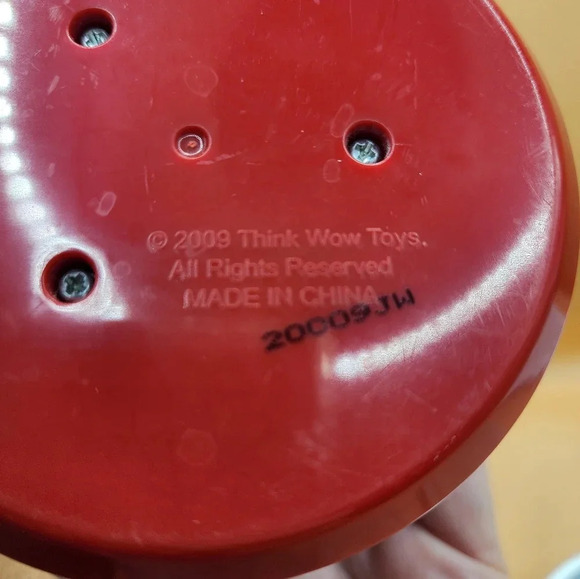 © 2009 Think Wow Toys.
All Rights Reserved
MADE IN CHINA
20009JW